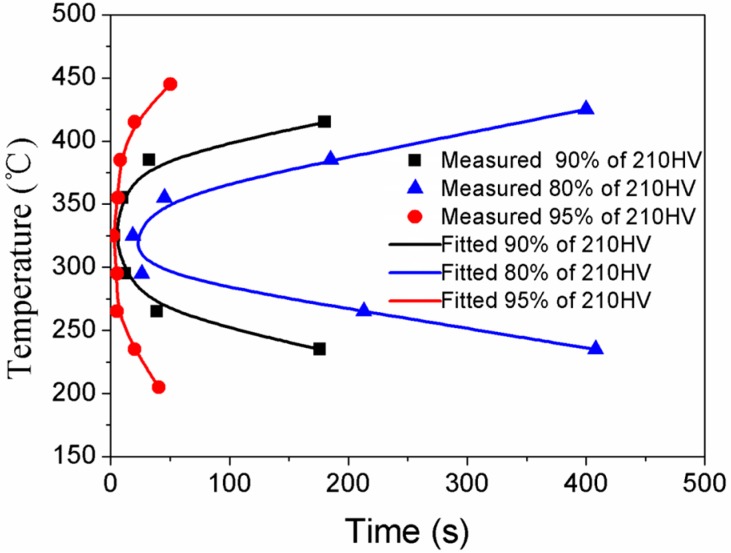 500
450
400
350
300
250
200
150
Temperature (℃)
Measured 90% of 210HV
Measured 80% of 210HV
Measured 95% of 210HV
Fitted 90% of 210HV
Fitted 80% of 210HV
Fitted 95% of 210HV
0 100 200 300 400 500
Time (s)